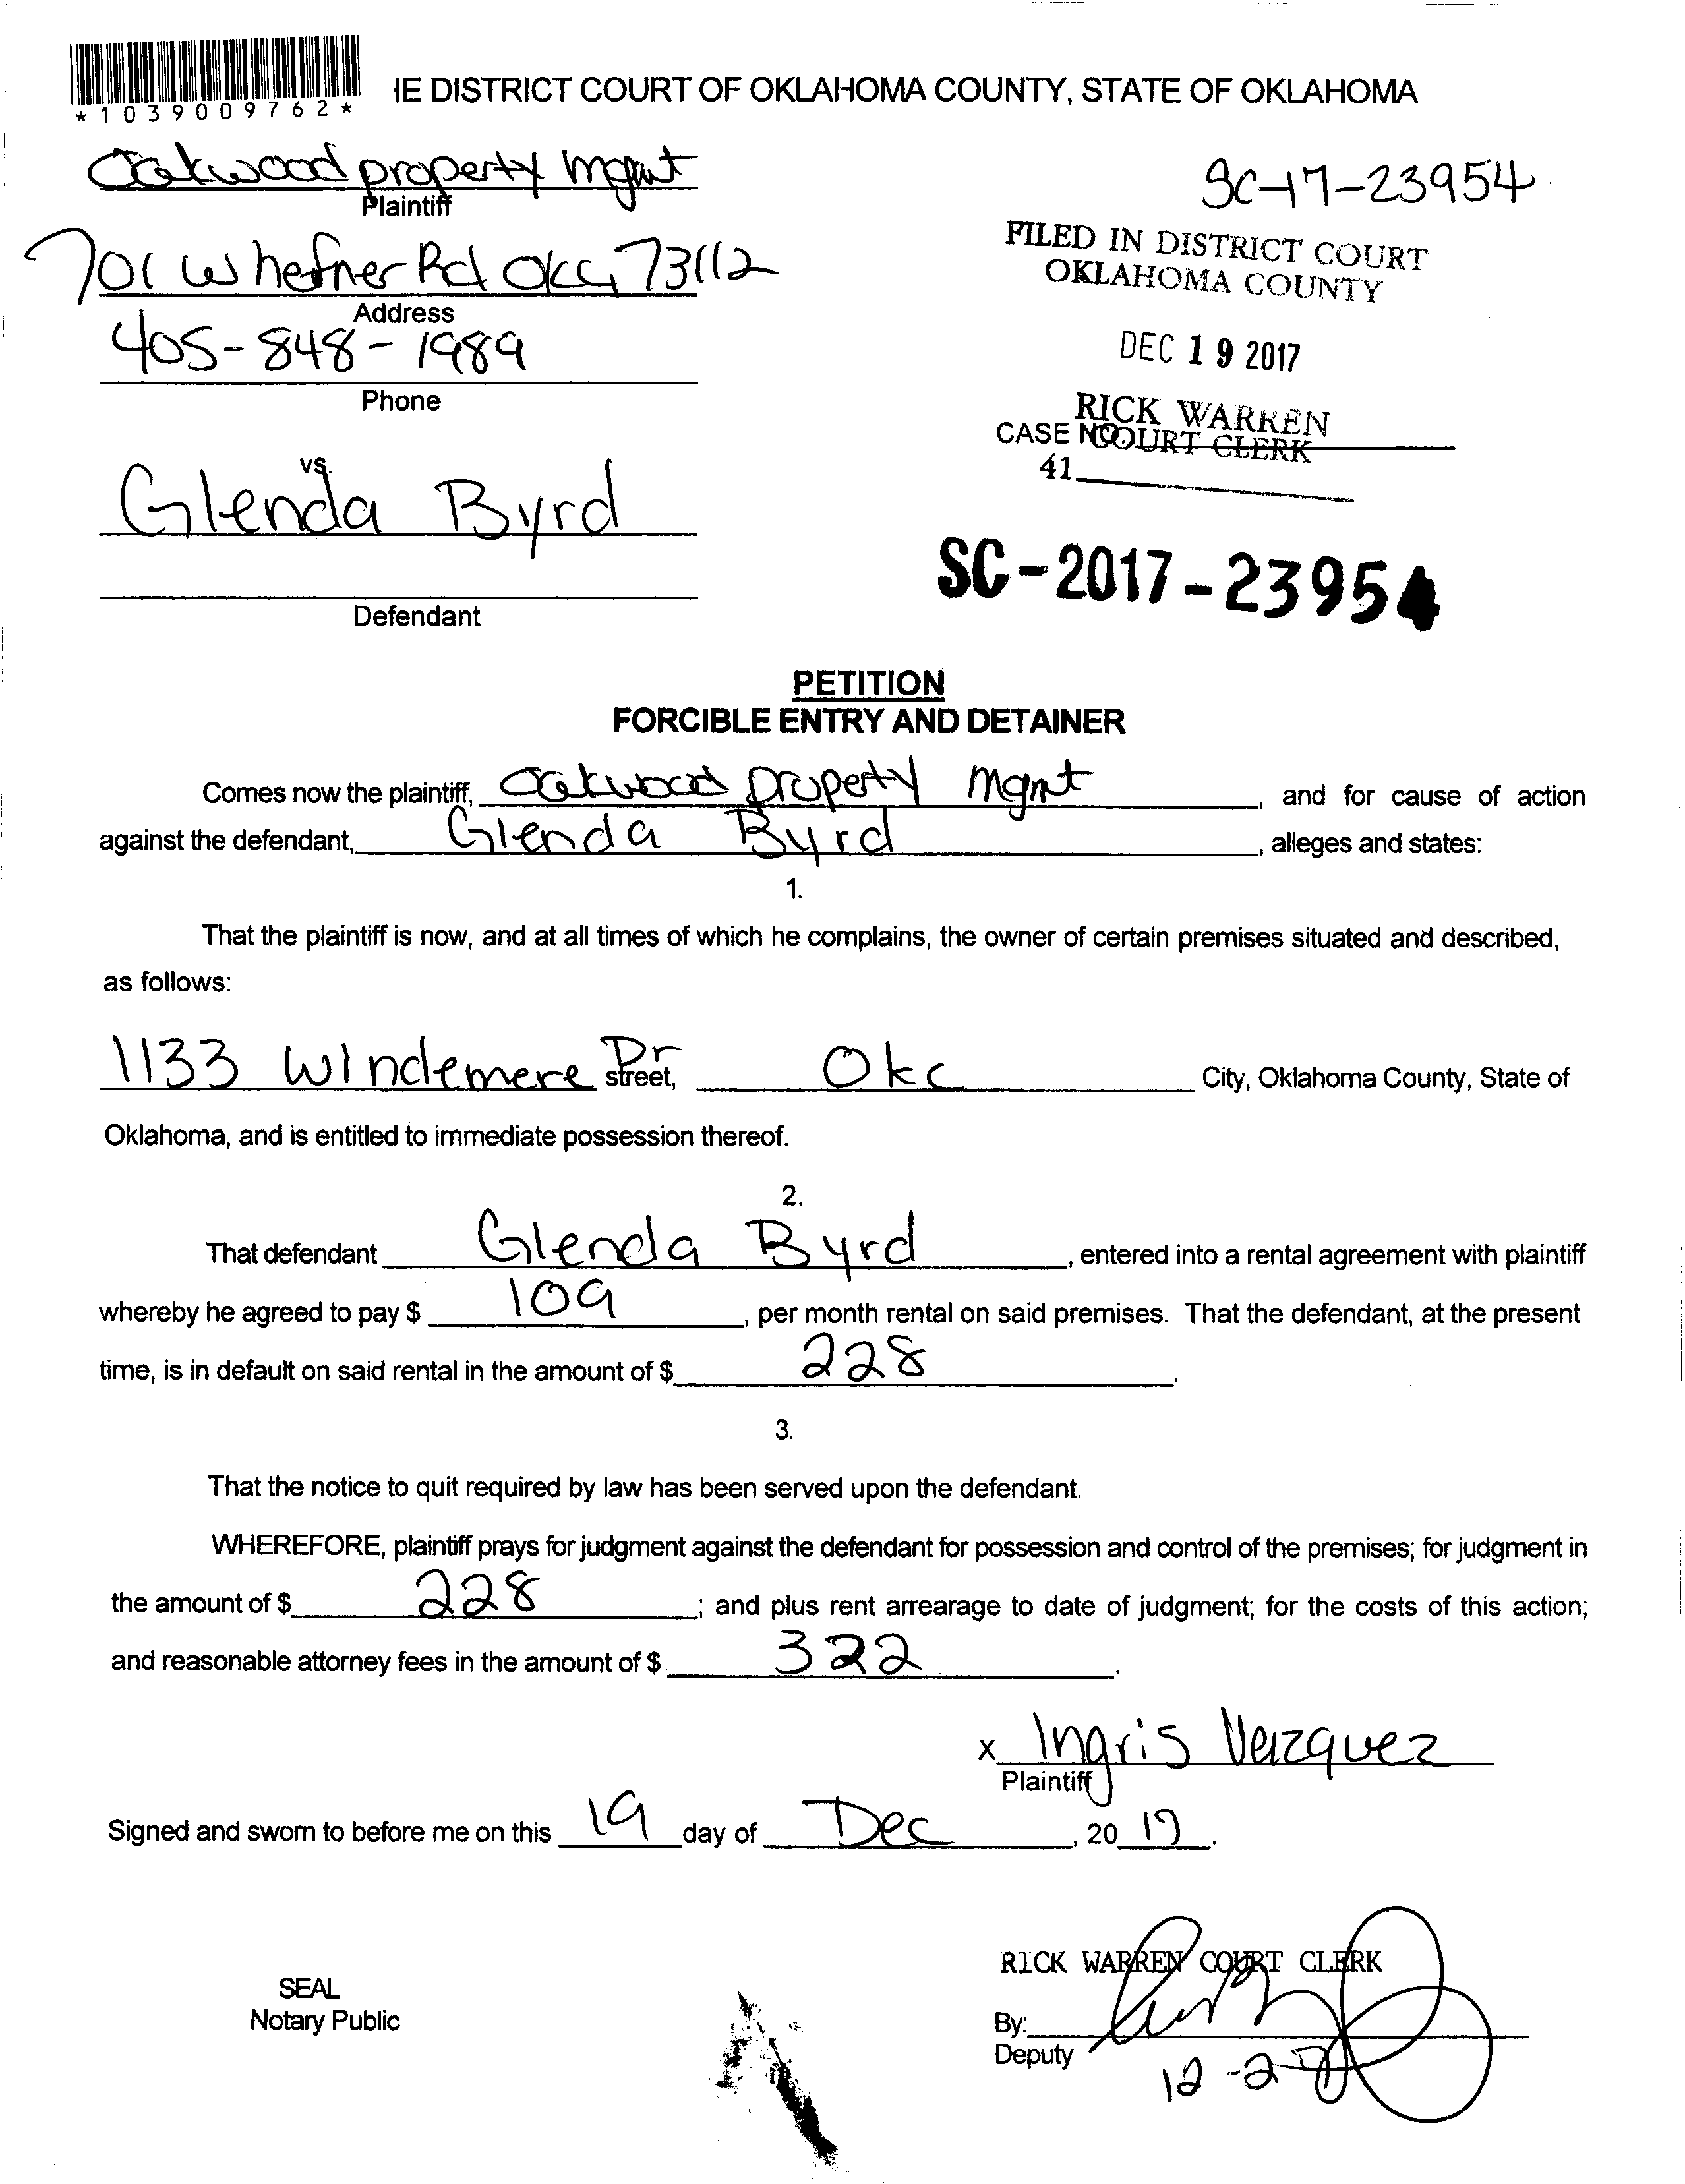 *1039009762*
IE DISTRICT COURT OF OKLAHOMA COUNTY, STATE OF OKLAHOMA
Oakwood property mgmt
Plaintiff
SC-17-23954
701 W hefner Rd OKC, 73112
Address
FILED IN DISTRICT COURT
OKLAHOMA COUNTY
405-848-1989
Phone
DEC 19 2017
RICK WARREN
COURT CLERK
CASE NO.
41
vs.
Glenda Byrd
Defendant
SC-2017-23954
PETITION
FORCIBLE ENTRY AND DETAINER
Comes now the plaintiff, Oakwood property mgmt, and for cause of action
against the defendant, Glenda Byrd, alleges and states:
1.
That the plaintiff is now, and at all times of which he complains, the owner of certain premises situated and described,
as follows:
1133 Windemere Dr street, Okc City, Oklahoma County, State of
Oklahoma, and is entitled to immediate possession thereof.
2.
That defendant Glenda Byrd, entered into a rental agreement with plaintiff
whereby he agreed to pay $ 109, per month rental on said premises. That the defendant, at the present
time, is in default on said rental in the amount of $ 228.
3.
That the notice to quit required by law has been served upon the defendant.
WHEREFORE, plaintiff prays for judgment against the defendant for possession and control of the premises; for judgment in
the amount of $ 228; and plus rent arrearage to date of judgment; for the costs of this action;
and reasonable attorney fees in the amount of $ 322.
x Ingris Vazquez
Plaintiff
Signed and sworn to before me on this 19 day of Dec, 20 17.
RICK WARREN COURT CLERK
SEAL
Notary Public
By:
Deputy